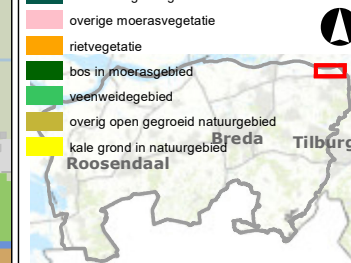 overige moerasvegetatie
rietvegetatie
bos in moerasgebied
veenweidegebied
overig open gegroeid natuurgebied
kale grond in natuurgebied
Breda
Tilburg
Roosendaal